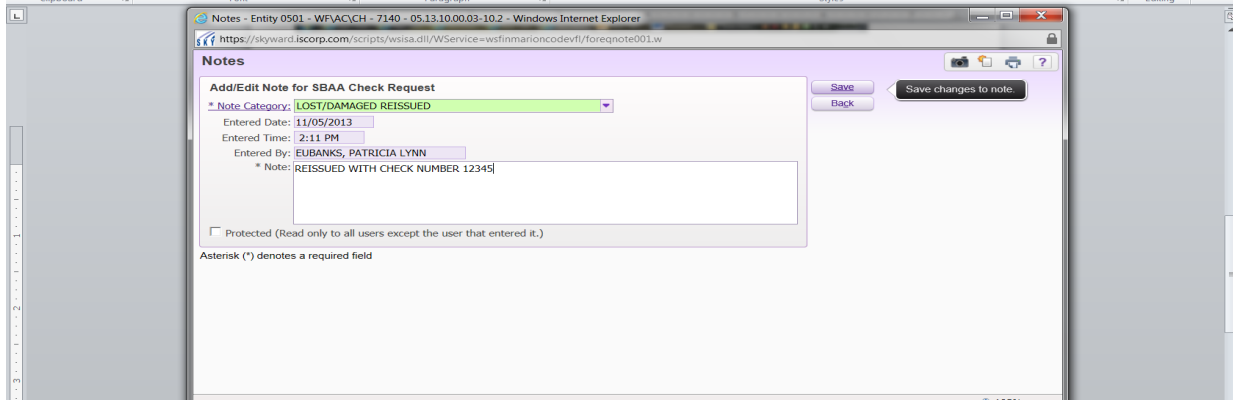 Notes - Entity 0501 - WF\AC\CH - 7140 - 05.13.10.00.03-10.2 - Windows Internet Explorer
https://skyward.iscorp.com/scripts/wsisa.dll/WService=wsfinmarioncodevfl/foreqnote001.w
Notes
Add/Edit Note for SBAA Check Request
Save
Save changes to note.
* Note Category: LOST/DAMAGED REISSUED
Back
Entered Date: 11/05/2013
Entered Time: 2:11 PM
Entered By: EUBANKS, PATRICIA LYNN
* Note: REISSUED WITH CHECK NUMBER 12345
Protected (Read only to all users except the user that entered it.)
Asterisk (*) denotes a required field